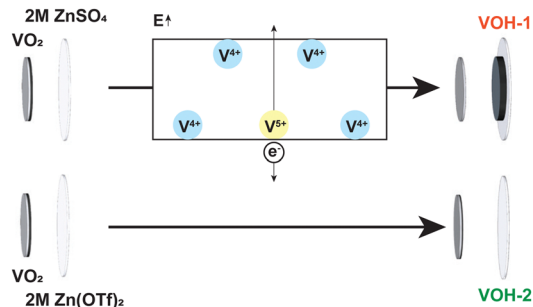 2M ZnSO₄
VO₂
E
V⁴⁺
V⁴⁺
V⁴⁺
V⁵⁺
V⁴⁺
e⁻
VOH-1
VO₂
2M Zn(OTf)₂
VOH-2